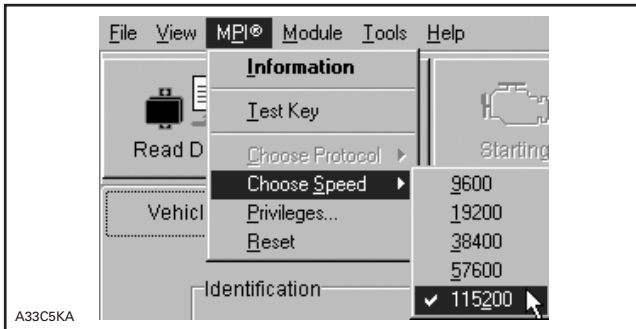 File View MPI® Module Tools Help
Information
Test Key
Read D
Starting
Choose Protocol
Choose Speed
9600
Vehicl
Privileges...
19200
Reset
38400
57600
Identification
115200
A33C5KA